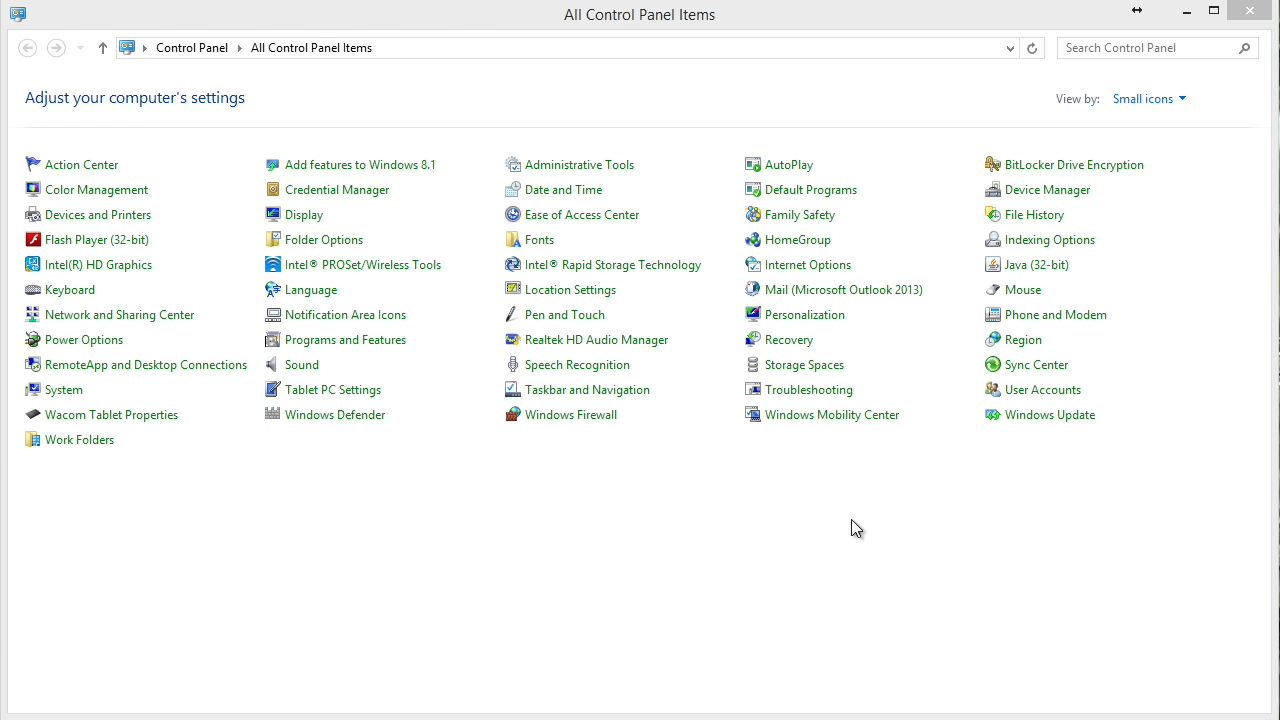 All Control Panel Items
Control Panel All Control Panel Items Search Control Panel
Adjust your computer's settings View by: Small icons
Action Center Add features to Windows 8.1 Administrative Tools AutoPlay BitLocker Drive Encryption
Color Management Credential Manager Date and Time Default Programs Device Manager
Devices and Printers Display Ease of Access Center Family Safety File History
Flash Player (32-bit) Folder Options Fonts HomeGroup Indexing Options
Intel(R) HD Graphics Intel® PROSet/Wireless Tools Intel® Rapid Storage Technology Internet Options Java (32-bit)
Keyboard Language Location Settings Mail (Microsoft Outlook 2013) Mouse
Network and Sharing Center Notification Area Icons Pen and Touch Personalization Phone and Modem
Power Options Programs and Features Realtek HD Audio Manager Recovery Region
RemoteApp and Desktop Connections Sound Speech Recognition Storage Spaces Sync Center
System Tablet PC Settings Taskbar and Navigation Troubleshooting User Accounts
Wacom Tablet Properties Windows Defender Windows Firewall Windows Mobility Center Windows Update
Work Folders